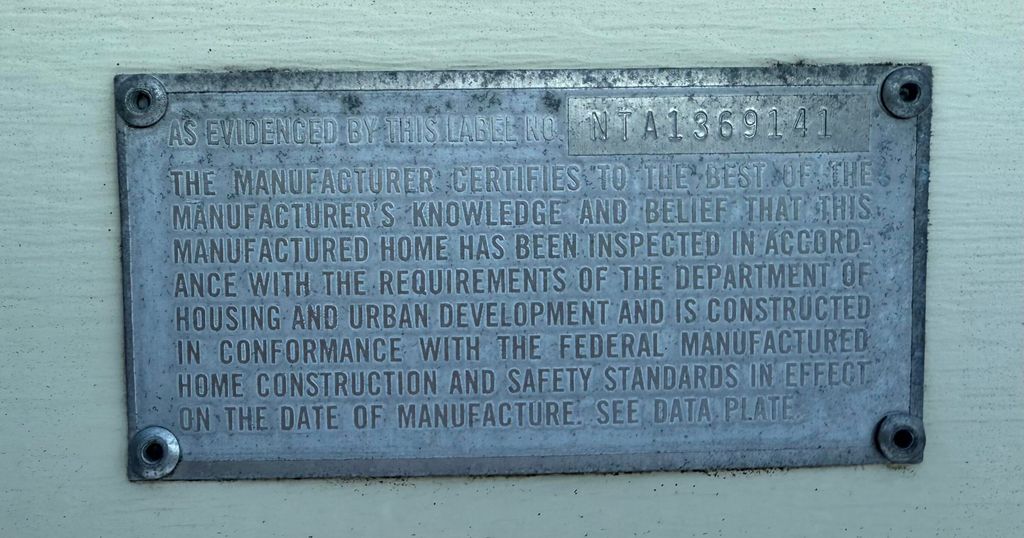 AS EVIDENCED BY THIS LABEL NO. NTA1369141
THE MANUFACTURER CERTIFIES TO THE BEST OF THE
MANUFACTURER'S KNOWLEDGE AND BELIEF THAT THIS
MANUFACTURED HOME HAS BEEN INSPECTED IN ACCORD-
ANCE WITH THE REQUIREMENTS OF THE DEPARTMENT OF
HOUSING AND URBAN DEVELOPMENT AND IS CONSTRUCTED
IN CONFORMANCE WITH THE FEDERAL MANUFACTURED
HOME CONSTRUCTION AND SAFETY STANDARDS IN EFFECT
ON THE DATE OF MANUFACTURE. SEE DATA PLATE.